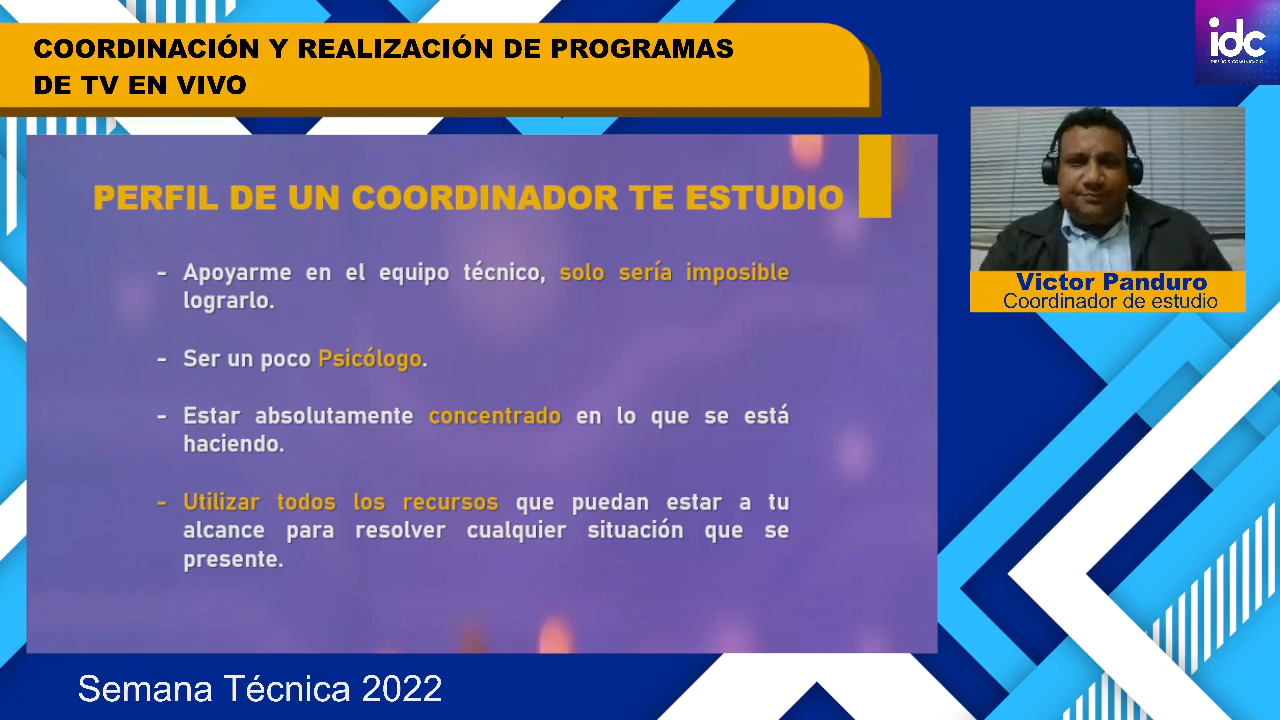 COORDINACIÓN Y REALIZACIÓN DE PROGRAMAS
DE TV EN VIVO
idc
PERFIL DE UN COORDINADOR TE ESTUDIO
- Apoyarme en el equipo técnico, solo sería imposible
lograrlo.
- Ser un poco Psicólogo.
- Estar absolutamente concentrado en lo que se está
haciendo.
- Utilizar todos los recursos que puedan estar a tu
alcance para resolver cualquier situación que se
presente.
Victor Panduro
Coordinador de estudio
Semana Técnica 2022